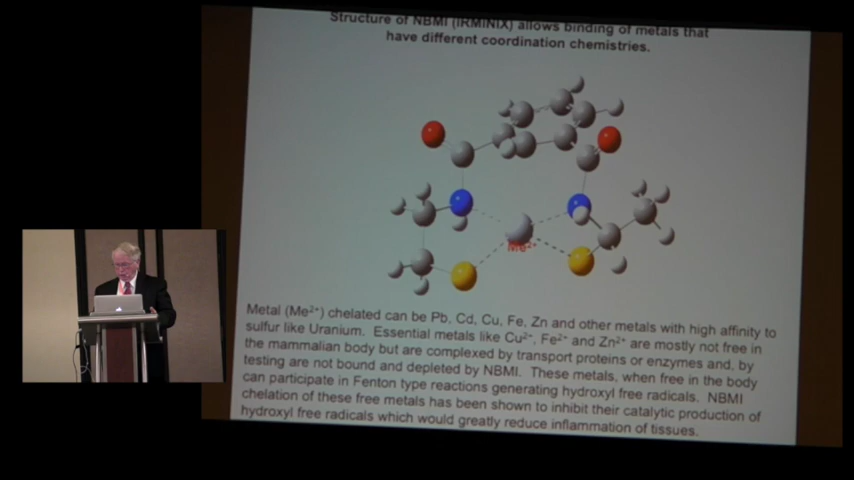 Structure of NBMI (IRMINIX) allows binding of metals that
have different coordination chemistries.
Me²⁺
Metal (Me²⁺) chelated can be Pb, Cd, Cu, Fe, Zn and other metals with high affinity to
sulfur like Uranium. Essential metals like Cu²⁺, Fe²⁺ and Zn²⁺ are mostly not free in
the mammalian body but are complexed by transport proteins or enzymes and, by
testing are not bound and depleted by NBMI. These metals, when free in the body
can participate in Fenton type reactions generating hydroxyl free radicals. NBMI
chelation of these free metals has been shown to inhibit their catalytic production of
hydroxyl free radicals which would greatly reduce inflammation of tissues.